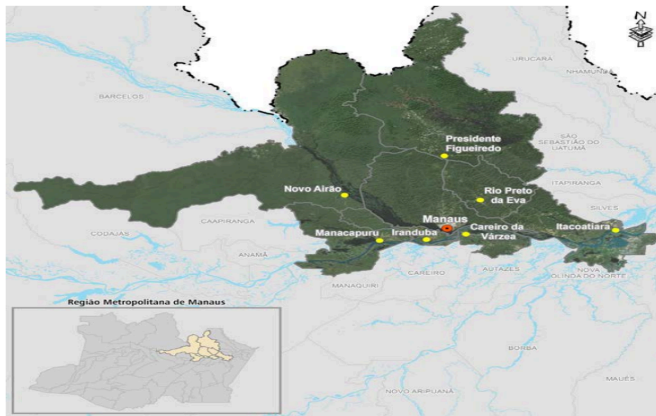 N
URUCARÁ
NHAMUNDÁ
BARCELOS
SÃO
SEBASTIÃO DO
UATUMÃ
Presidente
Figueiredo
ITAPIRANGA
Novo Airão
Rio Preto
da Eva
SILVES
CAAPIRANGA
Manaus
Itacoatiara
CODAJÁS
Manacapuru
Iranduba
Careiro da
Várzea
ANAMÃ
CAREIRO
AUTAZES
NOVA
OLINDA DO NORTE
MANAQUIRI
Região Metropolitana de Manaus
BORBA
MAUÉS
NOVO ARIPUANÃ